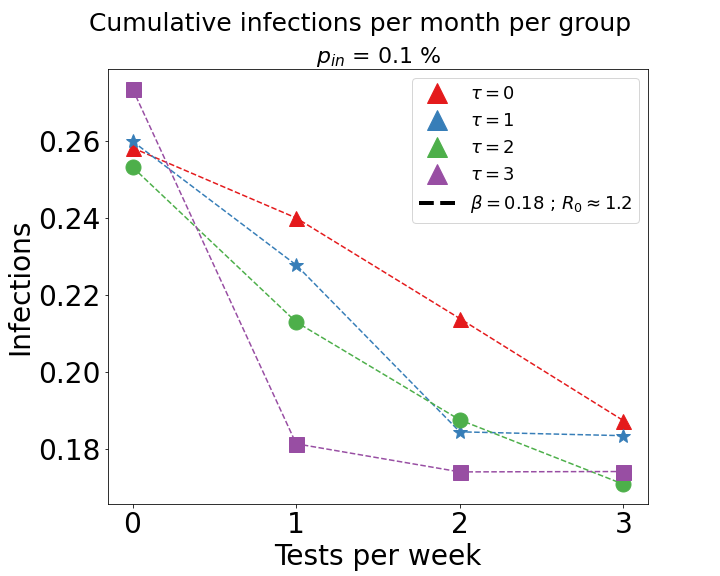 Cumulative infections per month per group
p_in = 0.1 %
τ = 0
τ = 1
τ = 2
τ = 3
β = 0.18 ; R₀ ≈ 1.2
Infections
0.26
0.24
0.22
0.20
0.18
0 1 2 3
Tests per week